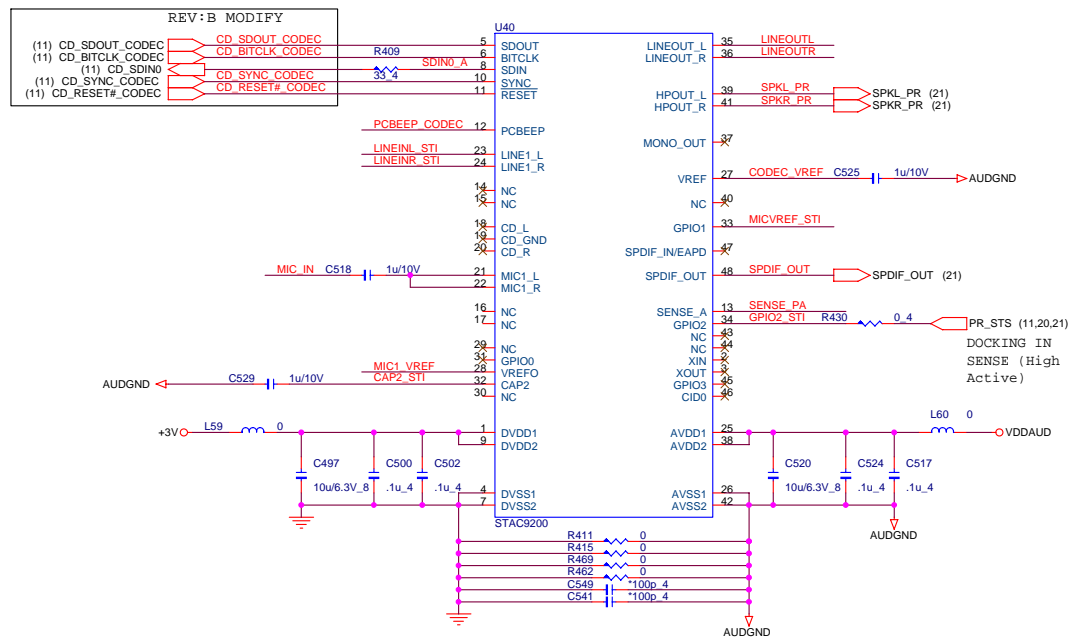 REV:B MODIFY
(11) CD_SDOUT_CODEC
CD_SDOUT_CODEC
(11) CD_BITCLK_CODEC
CD_BITCLK_CODEC
(11) CD_SDIN0
R409
33_4
SDIN0_A
(11) CD_SYNC_CODEC
CD_SYNC_CODEC
(11) CD_RESET#_CODEC
CD_RESET#_CODEC
U40
5 SDOUT
6 BITCLK
8 SDIN
10 SYNC
11 RESET
PCBEEP_CODEC 12 PCBEEP
LINEINL_STI 23 LINE1_L
LINEINR_STI 24 LINE1_R
14 NC
15 NC
18 CD_L
19 CD_GND
20 CD_R
MIC_IN C518 1u/10V 21 MIC1_L
22 MIC1_R
16 NC
17 NC
29 NC
31 GPIO0
MIC1_VREF 28 VREFO
AUDGND C529 1u/10V CAP2_STI 32 CAP2
30 NC
+3V L59 0 1 DVDD1
9 DVDD2
C497 10u/6.3V_8
C500 .1u_4
C502 .1u_4
4 DVSS1
7 DVSS2
STAC9200
LINEOUT_L 35 LINEOUTL
LINEOUT_R 36 LINEOUTR
HPOUT_L 39 SPKL_PR SPKL_PR (21)
HPOUT_R 41 SPKR_PR SPKR_PR (21)
MONO_OUT 37
VREF 27 CODEC_VREF C525 1u/10V AUDGND
NC 40
GPIO1 33 MICVREF_STI
SPDIF_IN/EAPD 47
SPDIF_OUT 48 SPDIF_OUT SPDIF_OUT (21)
SENSE_A 13 SENSE_PA
GPIO2 34 GPIO2_STI R430 0_4 PR_STS (11,20,21)
DOCKING IN
SENSE (High
Active)
NC 43
NC 44
XIN 2
XOUT 3
GPIO3 45
CID0 46
AVDD1 25 L60 0 VDDAUD
AVDD2 38
C520 10u/6.3V_8
C524 .1u_4
C517 .1u_4
AVSS1 26
AVSS2 42
AUDGND
R411 0
R415 0
R469 0
R462 0
C549 *100p_4
C541 *100p_4
AUDGND